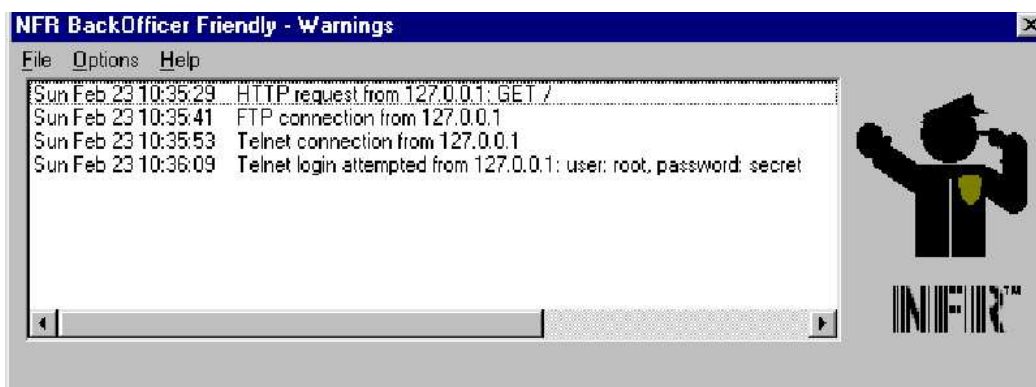 NFR BackOfficer Friendly - Warnings
File Options Help
Sun Feb 23 10:35:29 HTTP request from 127.0.0.1: GET /
Sun Feb 23 10:35:41 FTP connection from 127.0.0.1
Sun Feb 23 10:35:53 Telnet connection from 127.0.0.1
Sun Feb 23 10:36:09 Telnet login attempted from 127.0.0.1: user: root, password: secret
NFR™